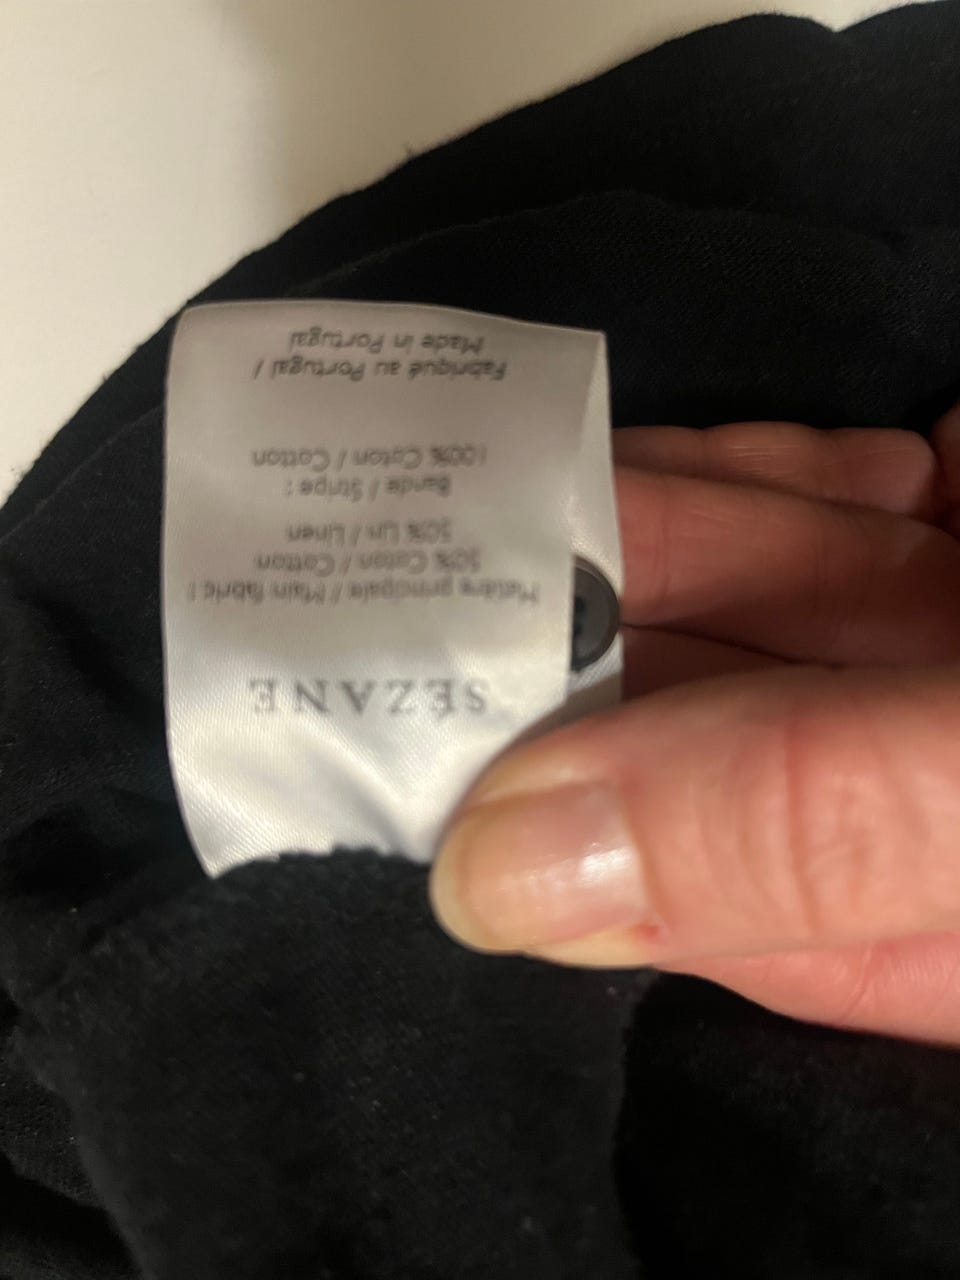 SÉZANE
Matière principale / Main fabric :
50% Coton / Cotton
50% Lin / Linen
Bande / Stripe :
100% Coton / Cotton
Fabriqué au Portugal /
Made in Portugal